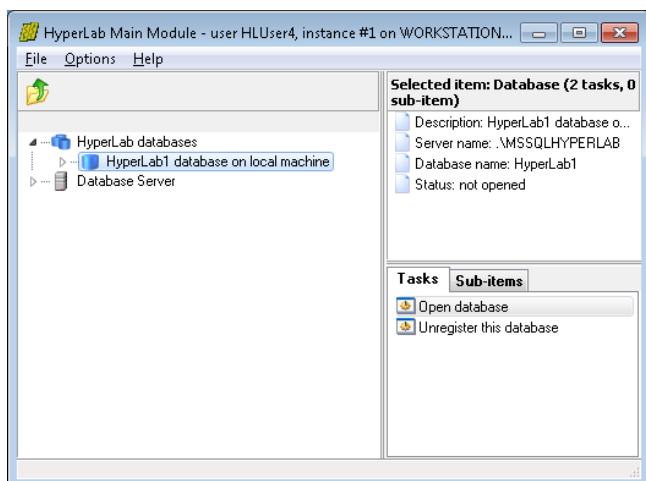 HyperLab Main Module - user HLUser4, instance #1 on WORKSTATION...
File Options Help
HyperLab databases
HyperLab1 database on local machine
Database Server
Selected item: Database (2 tasks, 0
sub-item)
Description: HyperLab1 database o...
Server name: .\MSSQLHYPERLAB
Database name: HyperLab1
Status: not opened
Tasks Sub-items
Open database
Unregister this database